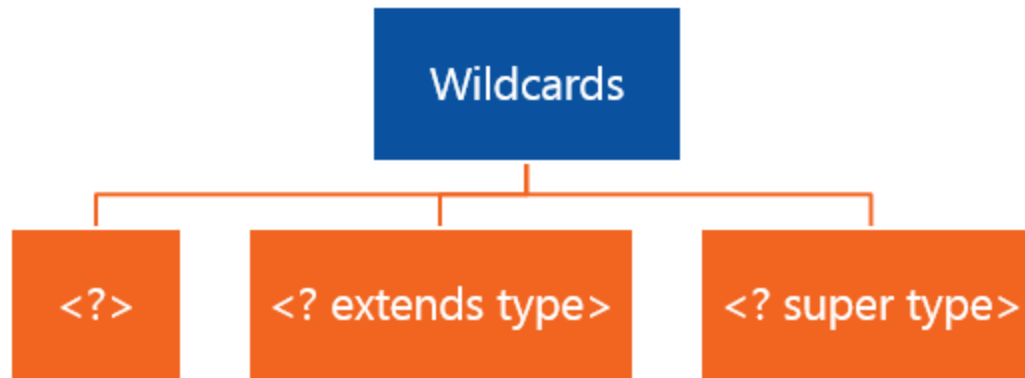 Wildcards
<?>
<? extends type>
<? super type>